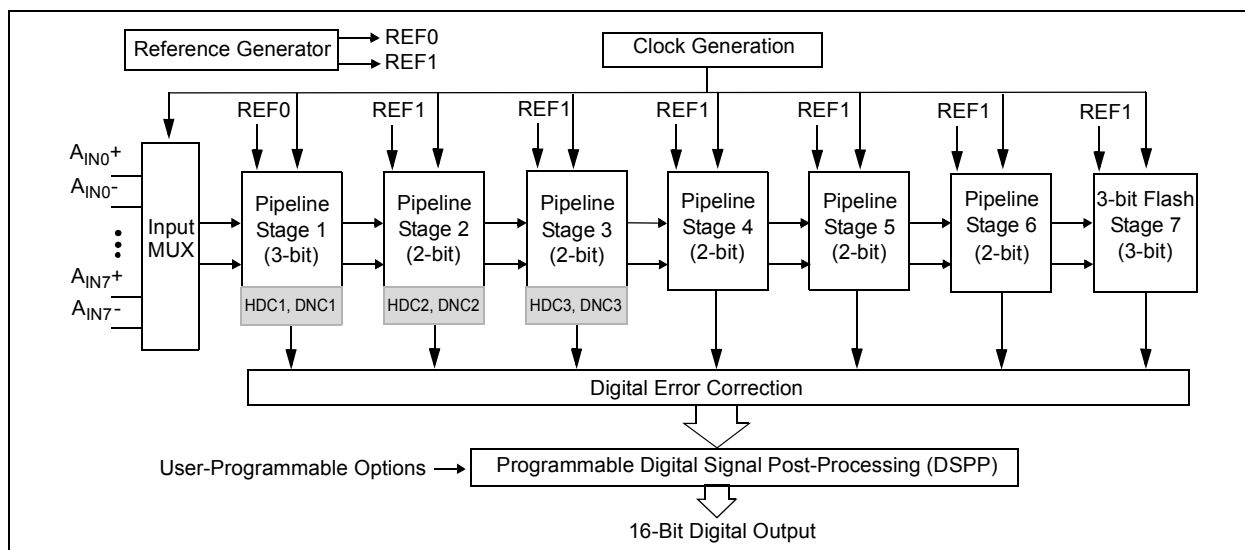 Reference Generator
REF0
REF1
Clock Generation
REF0
REF1
REF1
REF1
REF1
REF1
REF1
AIN0+
AIN0-
AIN7+
AIN7-
Input
MUX
Pipeline
Stage 1
(3-bit)
HDC1, DNC1
Pipeline
Stage 2
(2-bit)
HDC2, DNC2
Pipeline
Stage 3
(2-bit)
HDC3, DNC3
Pipeline
Stage 4
(2-bit)
Pipeline
Stage 5
(2-bit)
Pipeline
Stage 6
(2-bit)
3-bit Flash
Stage 7
(3-bit)
Digital Error Correction
User-Programmable Options
Programmable Digital Signal Post-Processing (DSPP)
16-Bit Digital Output